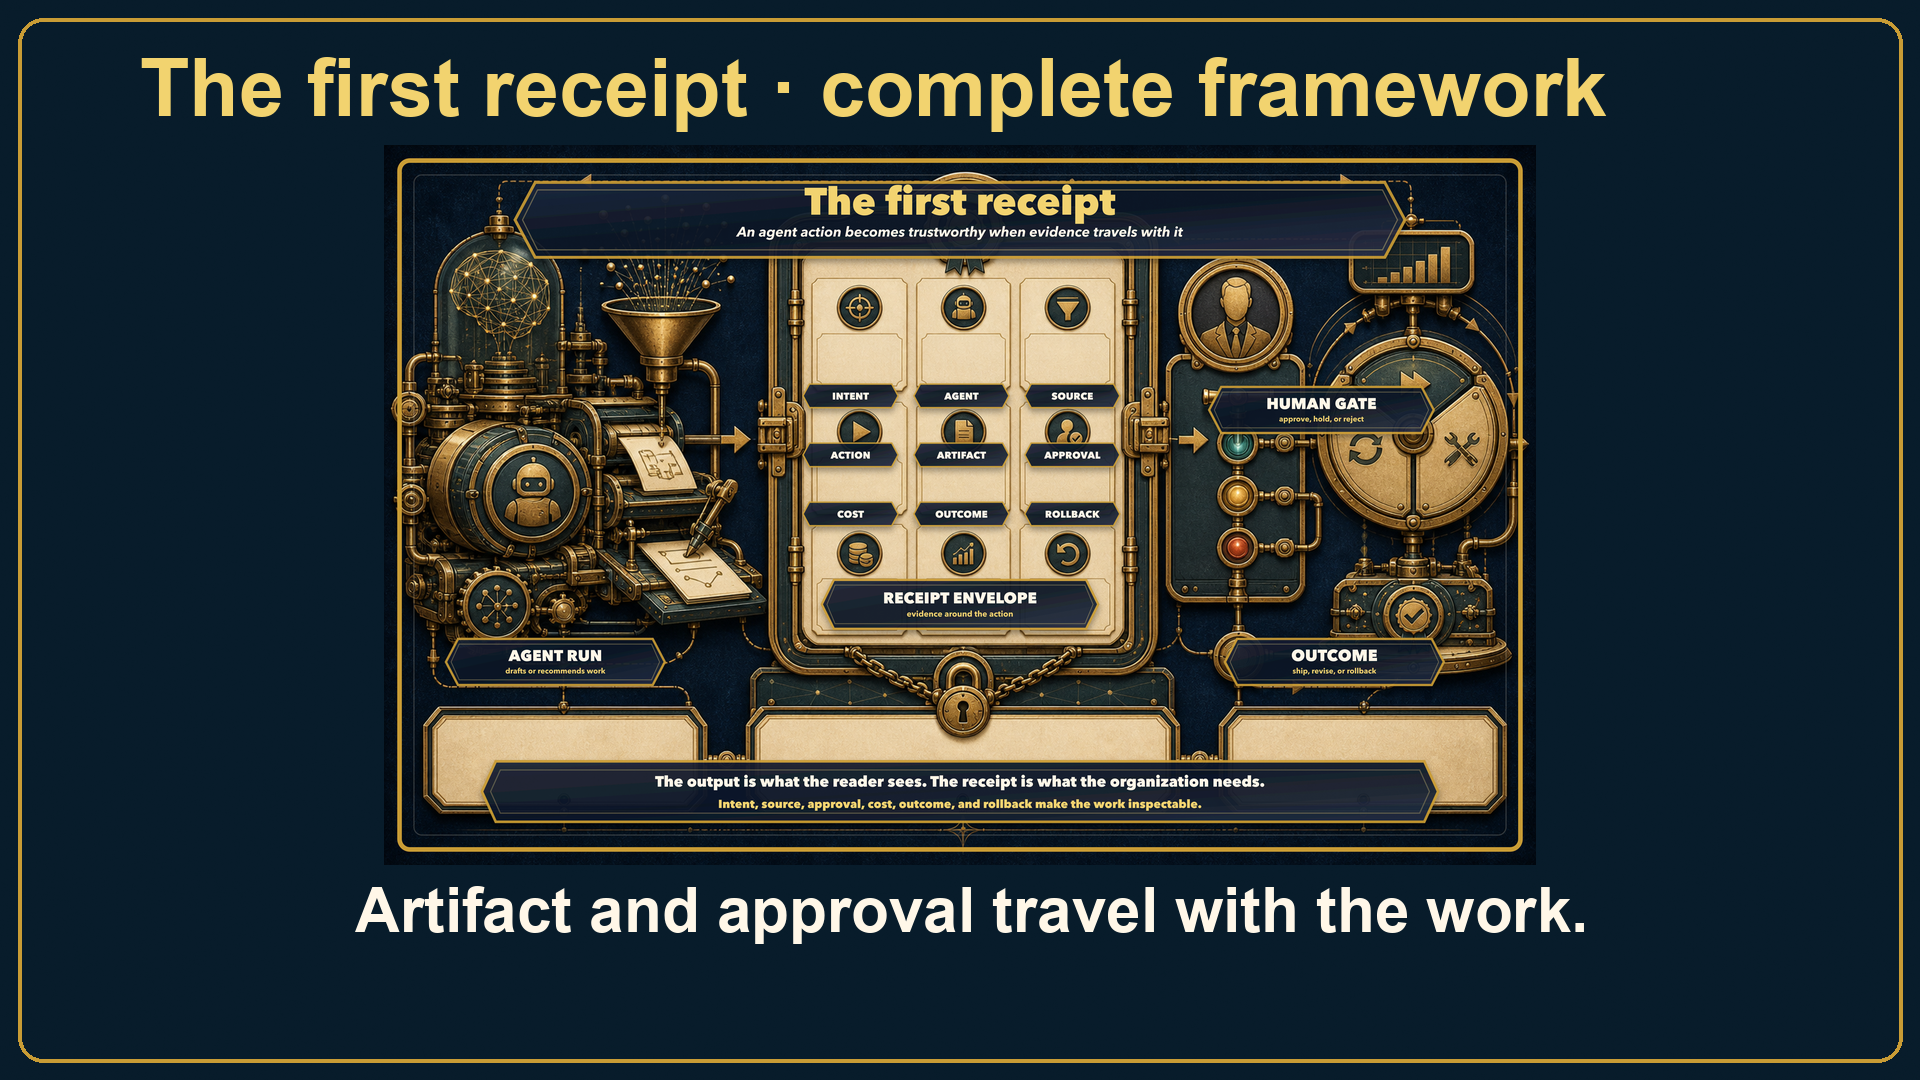 The first receipt · complete framework
The first receipt
An agent action becomes trustworthy when evidence travels with it
INTENT
AGENT
SOURCE
HUMAN GATE
approve, hold, or reject
ACTION
ARTIFACT
APPROVAL
COST
OUTCOME
ROLLBACK
RECEIPT ENVELOPE
evidence around the action
AGENT RUN
drafts or recommends work
OUTCOME
ship, revise, or rollback
The output is what the reader sees. The receipt is what the organization needs.
Intent, source, approval, cost, outcome, and rollback make the work inspectable.
Artifact and approval travel with the work.